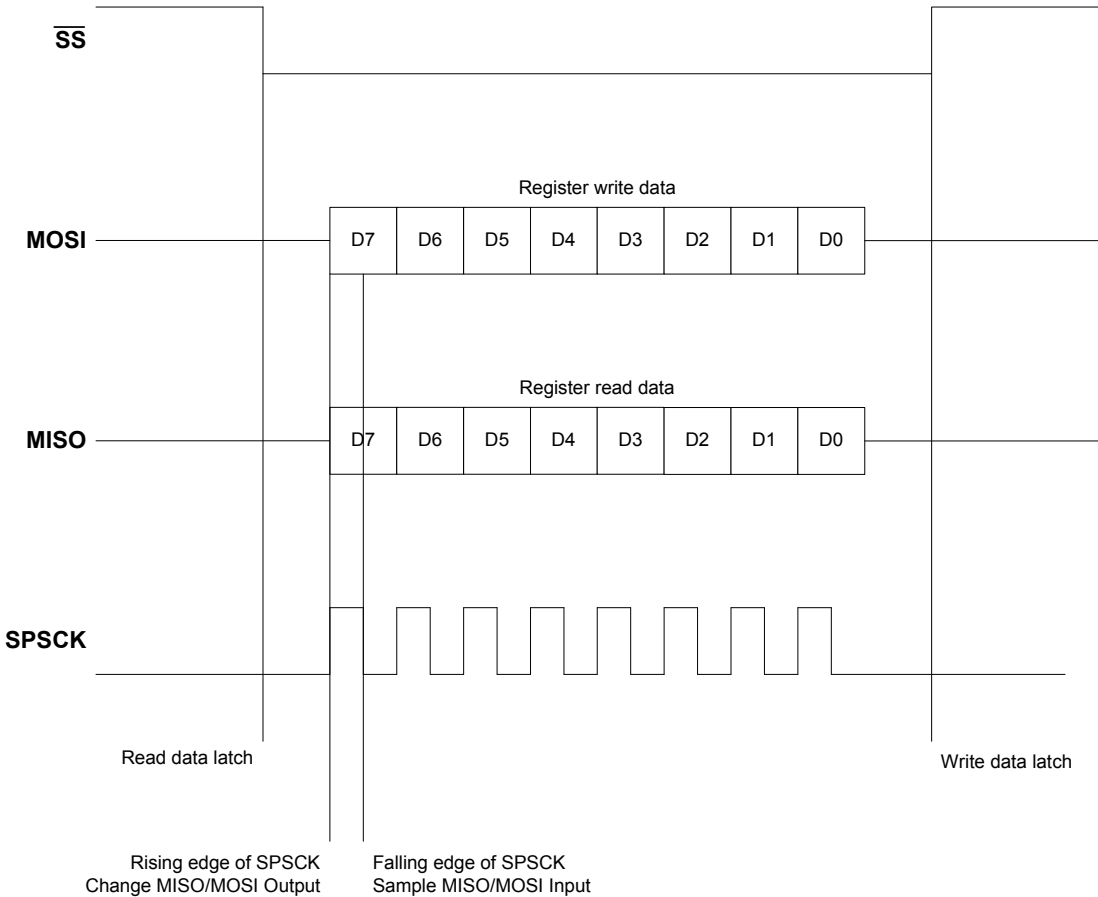 SS
Register write data
MOSI D7 D6 D5 D4 D3 D2 D1 D0
Register read data
MISO D7 D6 D5 D4 D3 D2 D1 D0
SPSCK
Read data latch
Write data latch
Rising edge of SPSCK
Change MISO/MOSI Output
Falling edge of SPSCK
Sample MISO/MOSI Input